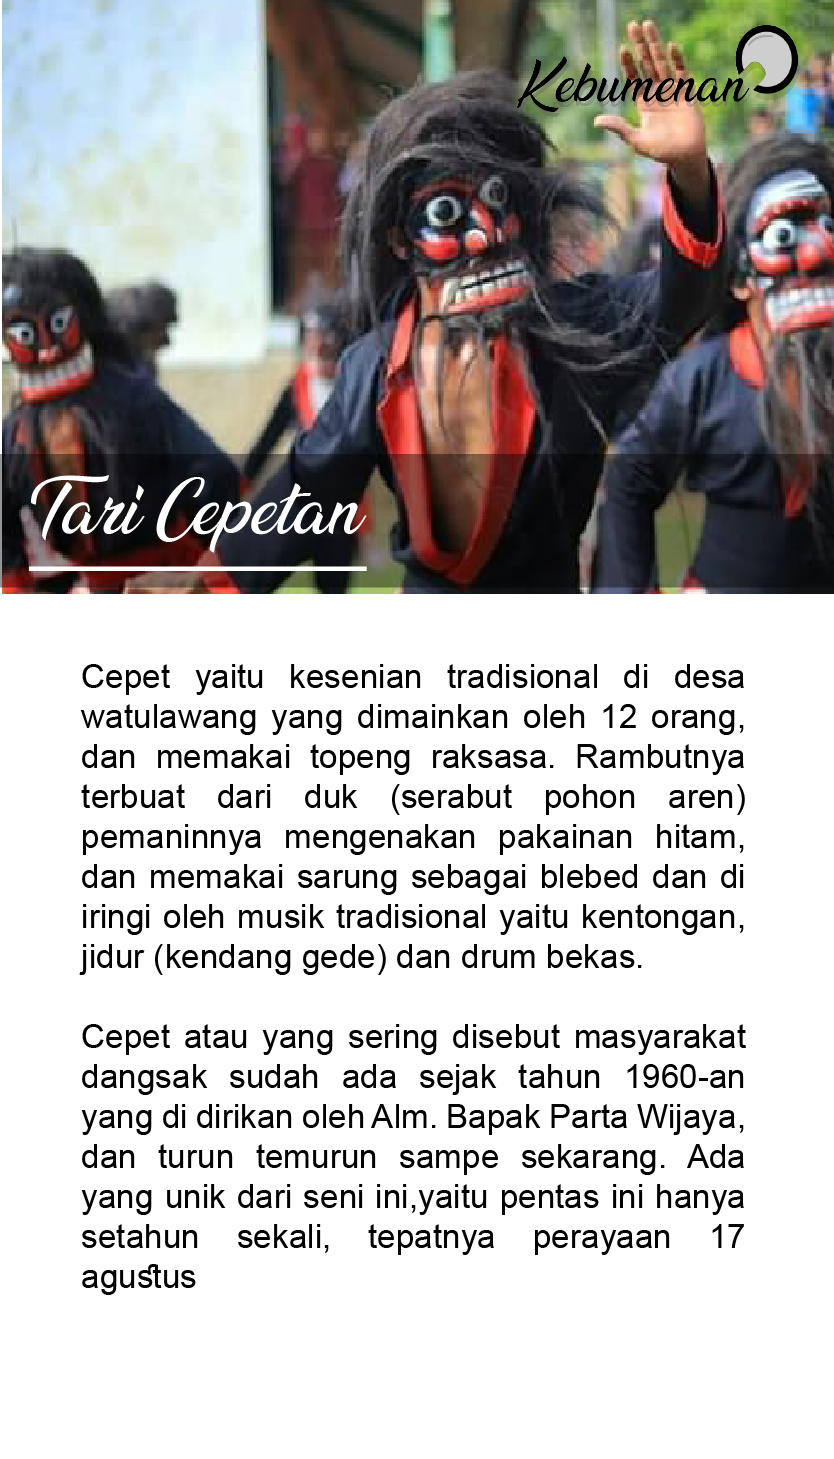 Kebumenan
Tari Cepetan
Cepet yaitu kesenian tradisional di desa
watulawang yang dimainkan oleh 12 orang,
dan memakai topeng raksasa. Rambutnya
terbuat dari duk (serabut pohon aren)
pemaninnya mengenakan pakainan hitam,
dan memakai sarung sebagai blebed dan di
iringi oleh musik tradisional yaitu kentongan,
jidur (kendang gede) dan drum bekas.
Cepet atau yang sering disebut masyarakat
dangsak sudah ada sejak tahun 1960-an
yang di dirikan oleh Alm. Bapak Parta Wijaya,
dan turun temurun sampe sekarang. Ada
yang unik dari seni ini,yaitu pentas ini hanya
setahun sekali, tepatnya perayaan 17
agustus